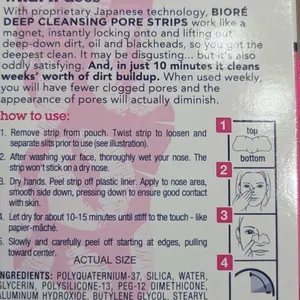 With proprietary Japanese technology, BIORÉ
DEEP CLEANSING PORE STRIPS work like a
magnet, instantly locking onto and lifting out
deep-down dirt, oil and blackheads, so you get the
deepest clean. It may be disgusting... but it's also
oddly satisfying. And, in just 10 minutes it cleans
weeks' worth of dirt buildup. When used weekly,
you will have fewer clogged pores and the
appearance of pores will actually diminish.
how to use:
1. Remove strip from pouch. Twist strip to loosen and
separate slits prior to use (see illustration).
2. After washing your face, thoroughly wet your nose. The
strip won't stick on a dry nose.
3. Dry hands. Peel strip off plastic liner. Apply to nose area,
smooth side down, pressing down to ensure good contact
with skin.
4. Let dry for about 10-15 minutes until stiff to the touch - like
papier-mâché.
5. Slowly and carefully peel off starting at edges, pulling
toward center.
ACTUAL SIZE
INGREDIENTS: POLYQUATERNIUM-37, SILICA, WATER,
GLYCERIN, POLYSILICONE-13, PEG-12 DIMETHICONE,
ALUMINUM HYDROXIDE, BUTYLENE GLYCOL, STEARYL
1
top
bottom
2
3
4